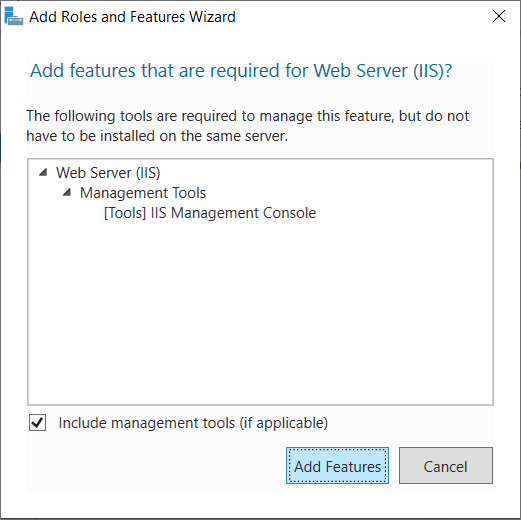 Add Roles and Features Wizard
Add features that are required for Web Server (IIS)?
The following tools are required to manage this feature, but do not
have to be installed on the same server.
Web Server (IIS)
Management Tools
[Tools] IIS Management Console
Include management tools (if applicable)
Add Features
Cancel